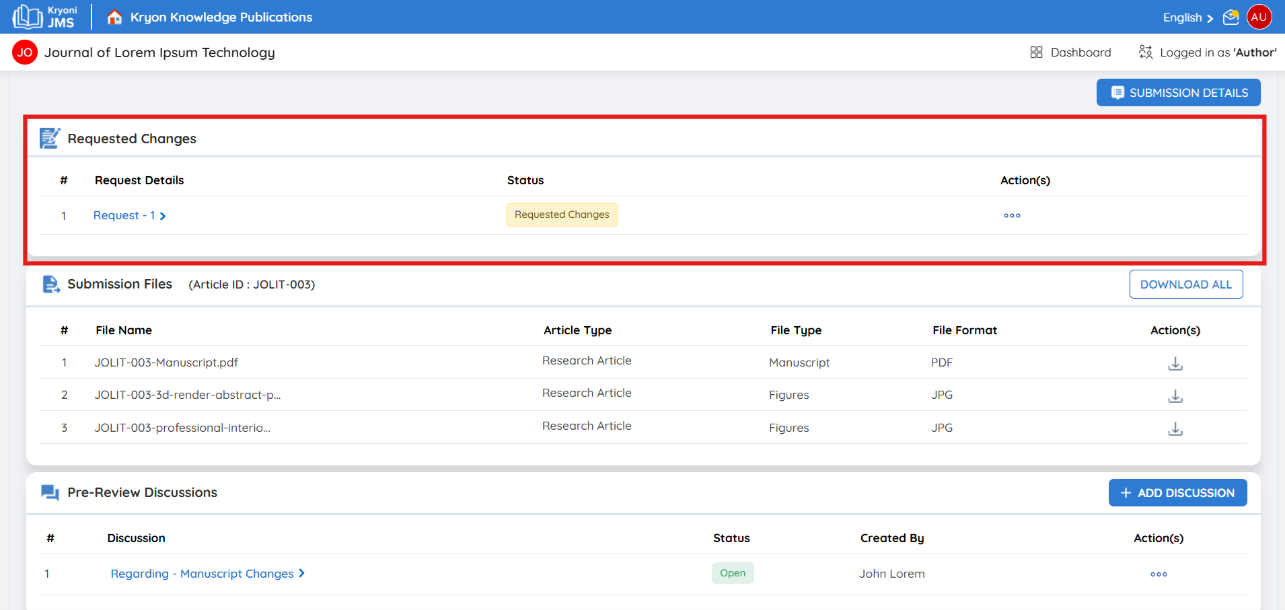 Kryoni JMS Kryon Knowledge Publications English AU
JO Journal of Lorem Ipsum Technology Dashboard Logged in as 'Author'
SUBMISSION DETAILS
Requested Changes
# Request Details Status Action(s)
1 Request - 1 Requested Changes
Submission Files (Article ID : JOLIT-003) DOWNLOAD ALL
# File Name Article Type File Type File Format Action(s)
1 JOLIT-003-Manuscript.pdf Research Article Manuscript PDF
2 JOLIT-003-3d-render-abstract-p... Research Article Figures JPG
3 JOLIT-003-professional-interio... Research Article Figures JPG
Pre-Review Discussions + ADD DISCUSSION
# Discussion Status Created By Action(s)
1 Regarding - Manuscript Changes Open John Lorem